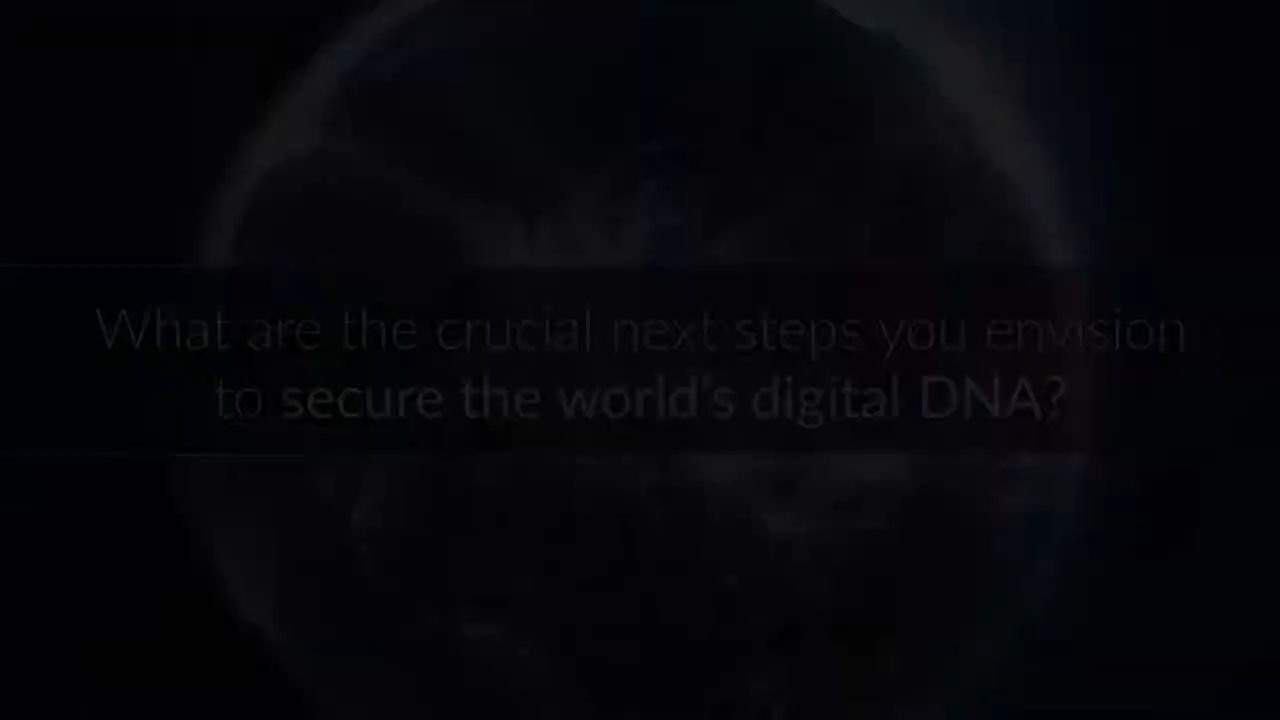 What are the crucial next steps you envision
to secure the world's digital DNA?